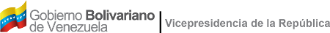 Gobierno Bolivariano
de Venezuela
Vicepresidencia de la República